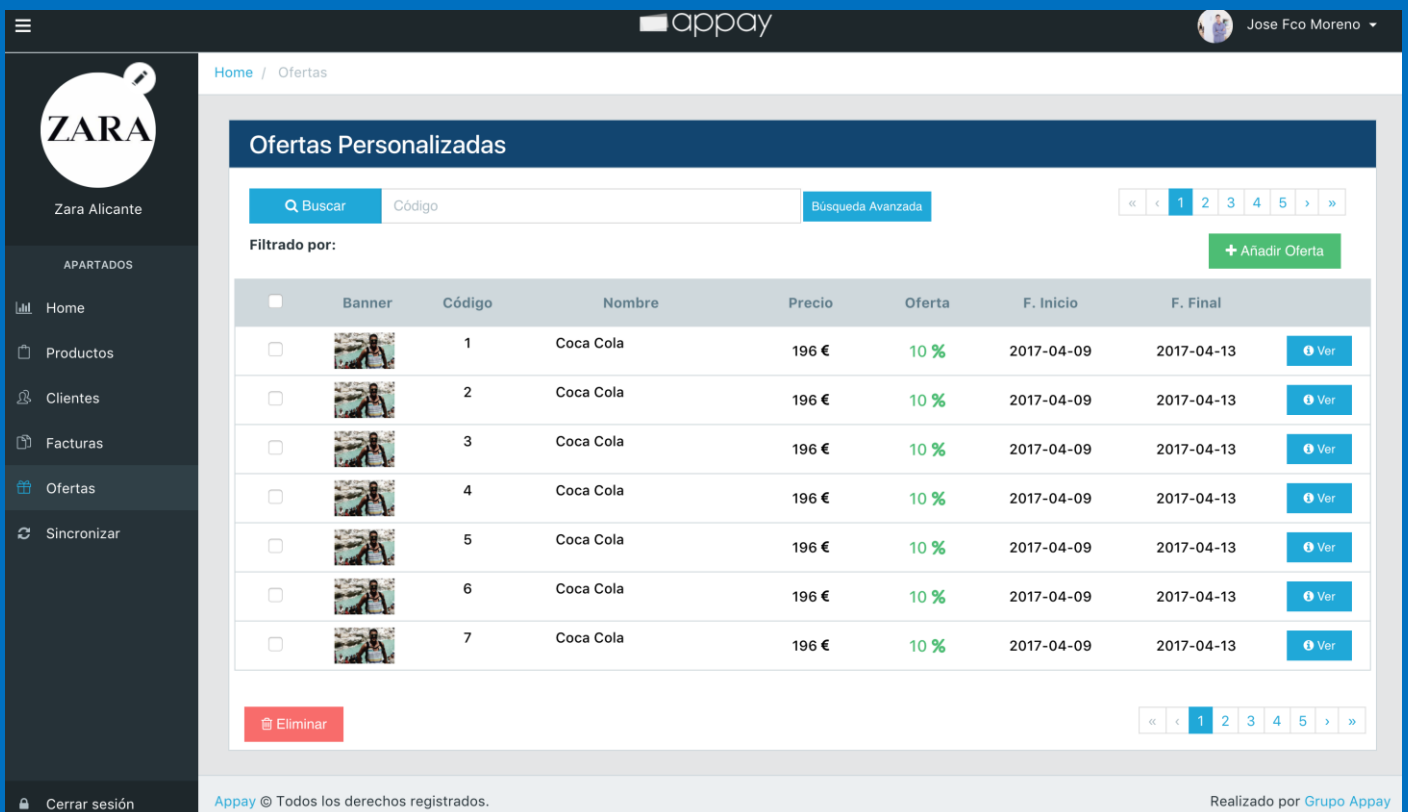 appay
Jose Fco Moreno
Home / Ofertas
ZARA
Zara Alicante
APARTADOS
Home
Productos
Clientes
Facturas
Ofertas
Sincronizar
Cerrar sesión
Ofertas Personalizadas
Buscar Código Búsqueda Avanzada « ‹ 1 2 3 4 5 › »
Filtrado por: + Añadir Oferta
Banner Código Nombre Precio Oferta F. Inicio F. Final
1 Coca Cola 196 € 10 % 2017-04-09 2017-04-13 Ver
2 Coca Cola 196 € 10 % 2017-04-09 2017-04-13 Ver
3 Coca Cola 196 € 10 % 2017-04-09 2017-04-13 Ver
4 Coca Cola 196 € 10 % 2017-04-09 2017-04-13 Ver
5 Coca Cola 196 € 10 % 2017-04-09 2017-04-13 Ver
6 Coca Cola 196 € 10 % 2017-04-09 2017-04-13 Ver
7 Coca Cola 196 € 10 % 2017-04-09 2017-04-13 Ver
Eliminar « ‹ 1 2 3 4 5 › »
Appay © Todos los derechos registrados. Realizado por Grupo Appay